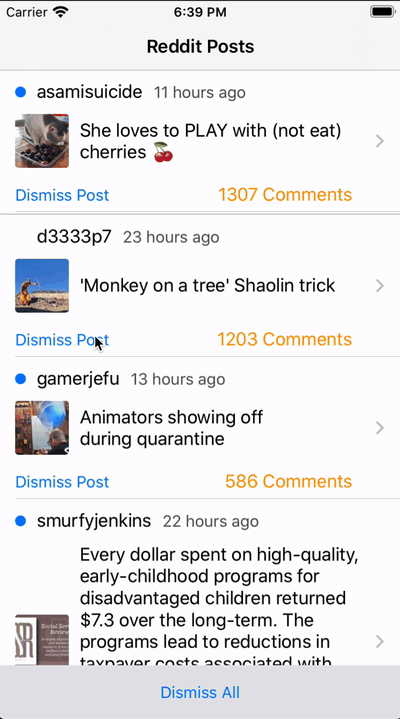 Carrier 6:39 PM
Reddit Posts
asamisuicide 11 hours ago
She loves to PLAY with (not eat)
cherries 🍒
Dismiss Post 1307 Comments
d3333p7 23 hours ago
'Monkey on a tree' Shaolin trick
Dismiss Post 1203 Comments
gamerjefu 13 hours ago
Animators showing off
during quarantine
Dismiss Post 586 Comments
smurfyjenkins 22 hours ago
Every dollar spent on high-quality,
early-childhood programs for
disadvantaged children returned
$7.3 over the long-term. The
programs lead to reductions in
taxpayer costs associated with
Social Ser
Review
Dismiss All